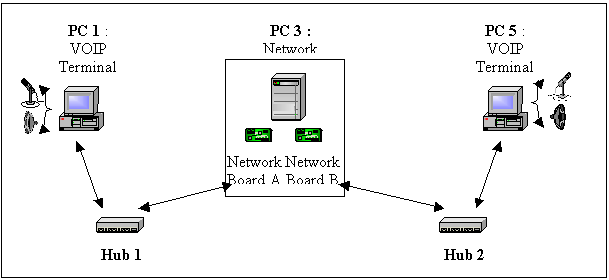 PC 1 :
VOIP
Terminal
PC 3 :
Network
PC 5 :
VOIP
Terminal
Network Network
Board A Board B
Hub 1
Hub 2